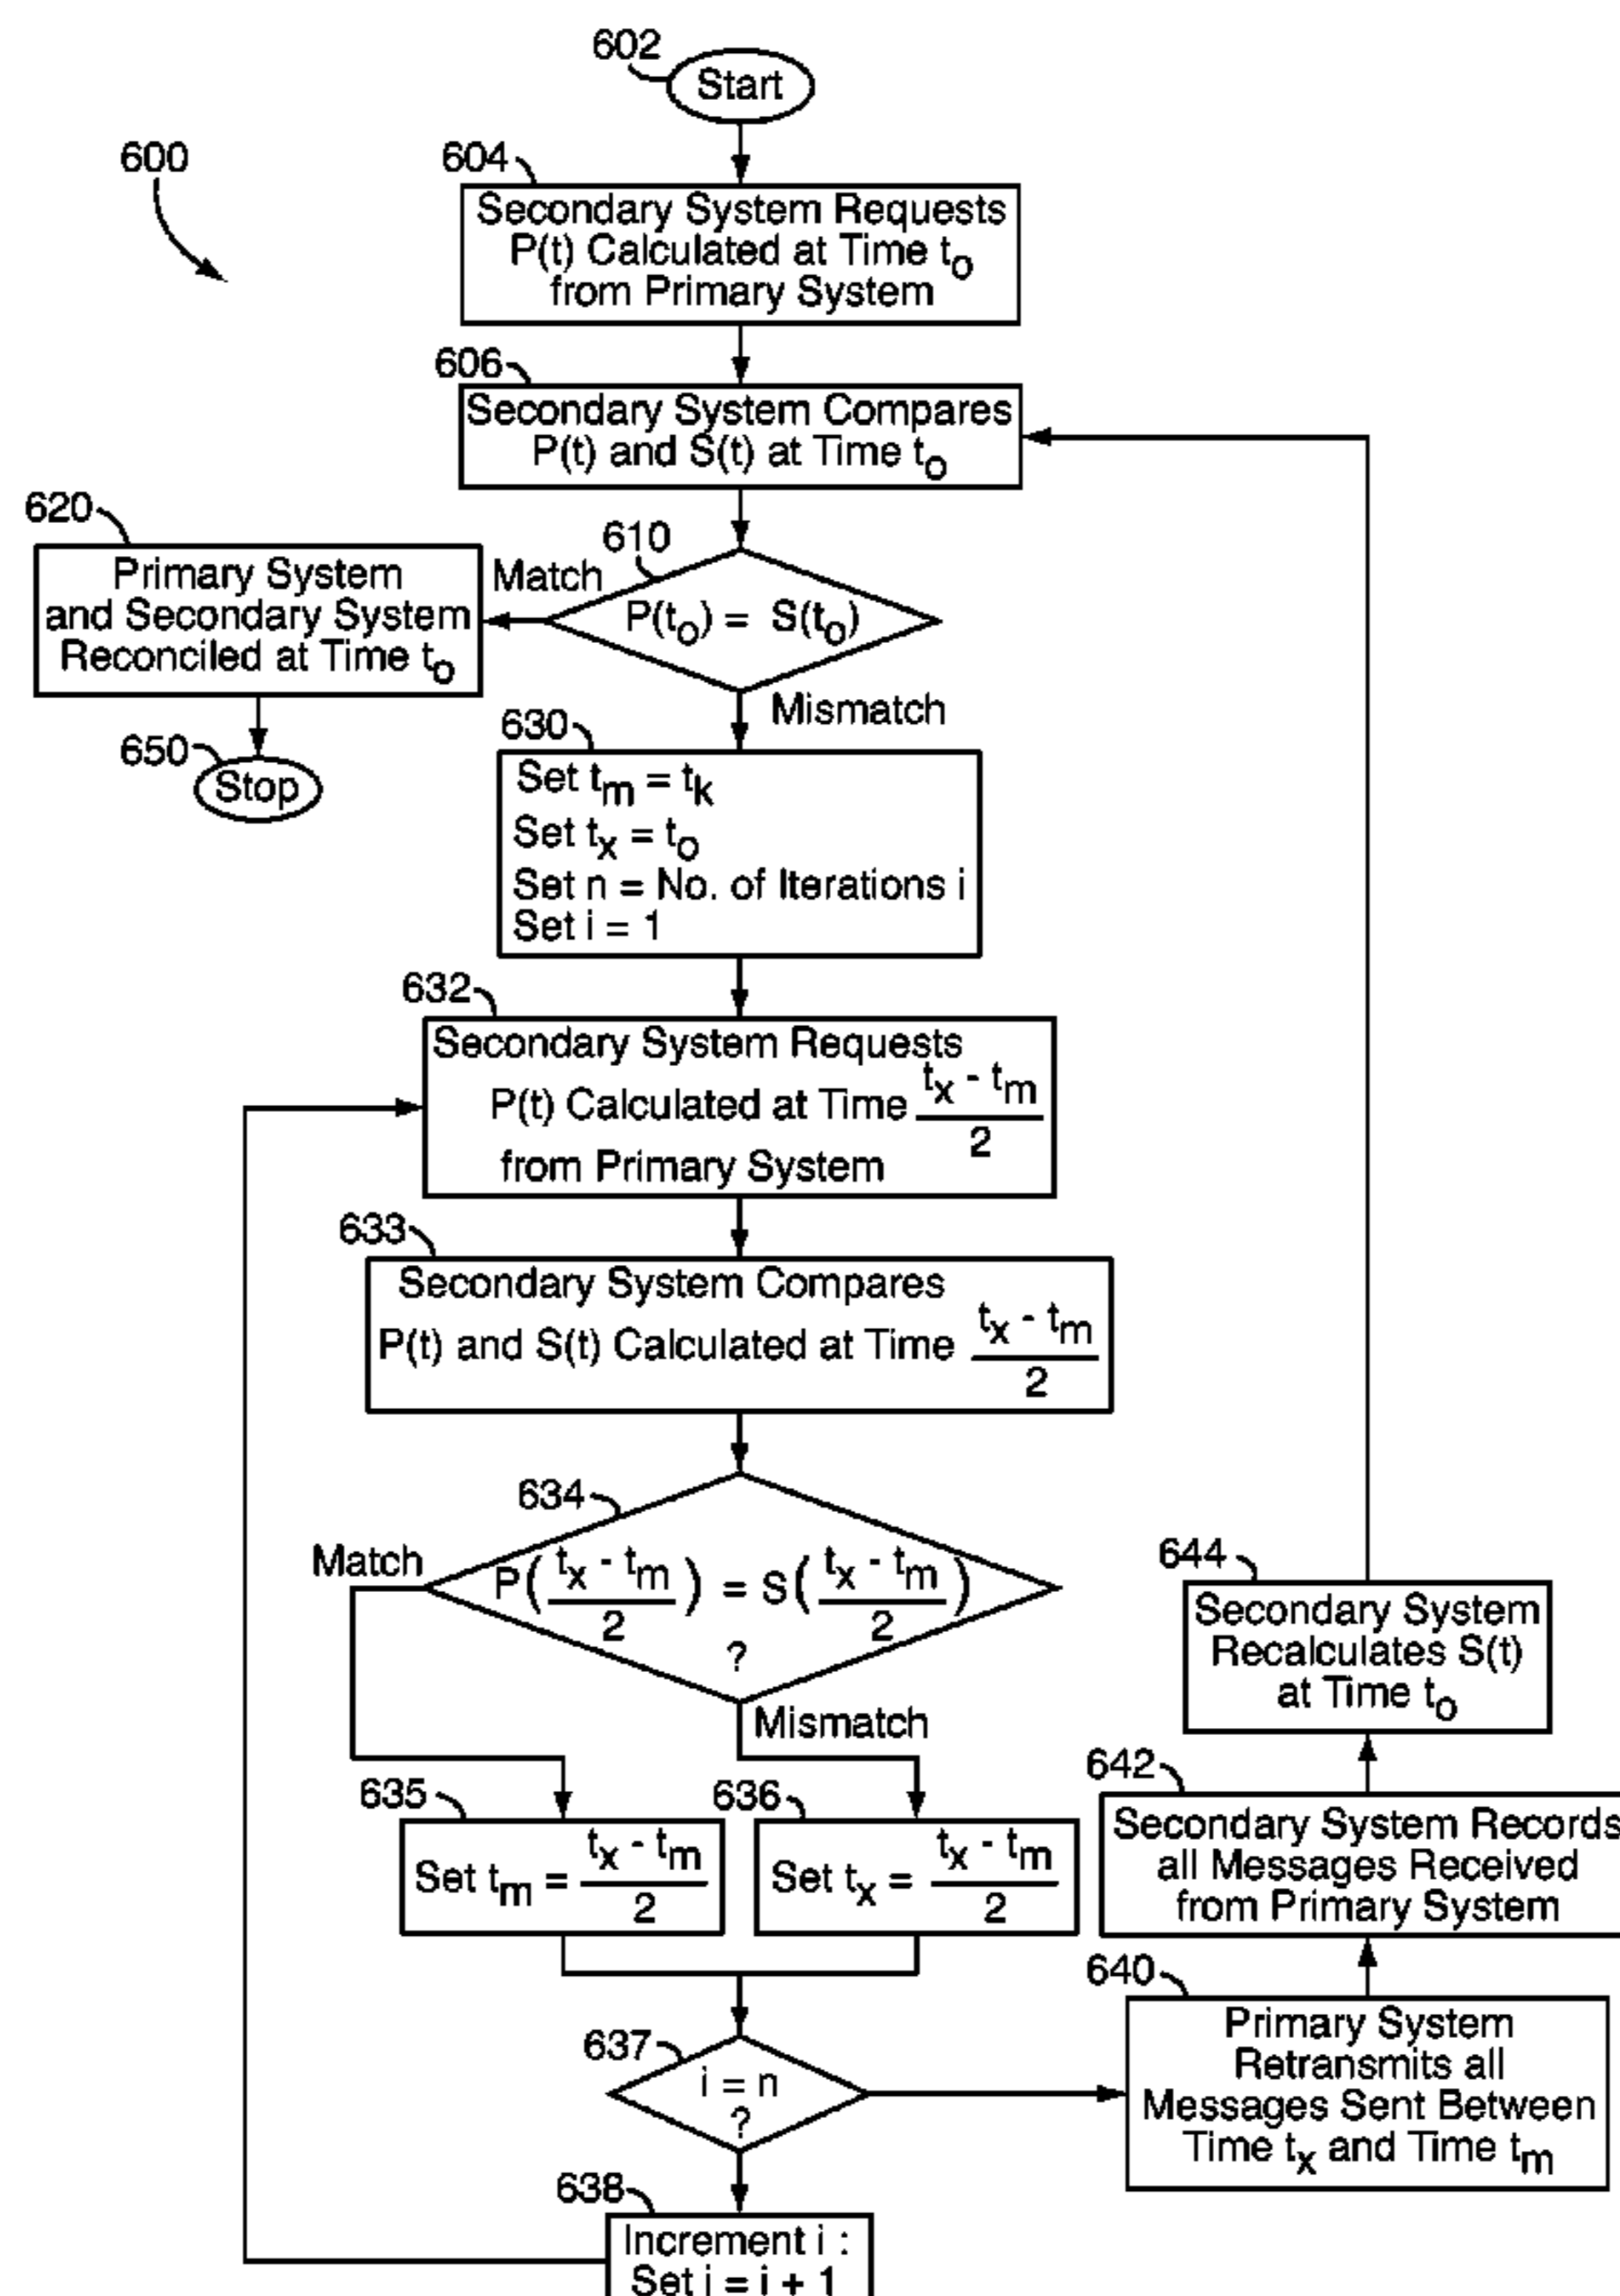 602
Start
600
604
Secondary System Requests
P(t) Calculated at Time to
from Primary System
606
Secondary System Compares
P(t) and S(t) at Time to
620
Primary System
and Secondary System
Reconciled at Time to
610
Match
P(to) = S(to)
Mismatch
650
Stop
630
Set tm = tk
Set tx = to
Set n = No. of Iterations i
Set i = 1
632
Secondary System Requests
P(t) Calculated at Time tx - tm
2
from Primary System
633
Secondary System Compares
P(t) and S(t) Calculated at Time tx - tm
2
634
Match
P(tx - tm) = S(tx - tm)
2 2
?
Mismatch
635
Set tm = tx - tm
2
636
Set tx = tx - tm
2
637
i = n
?
638
Increment i :
Set i = i + 1
640
Primary System
Retransmits all
Messages Sent Between
Time tx and Time tm
642
Secondary System Records
all Messages Received
from Primary System
644
Secondary System
Recalculates S(t)
at Time to